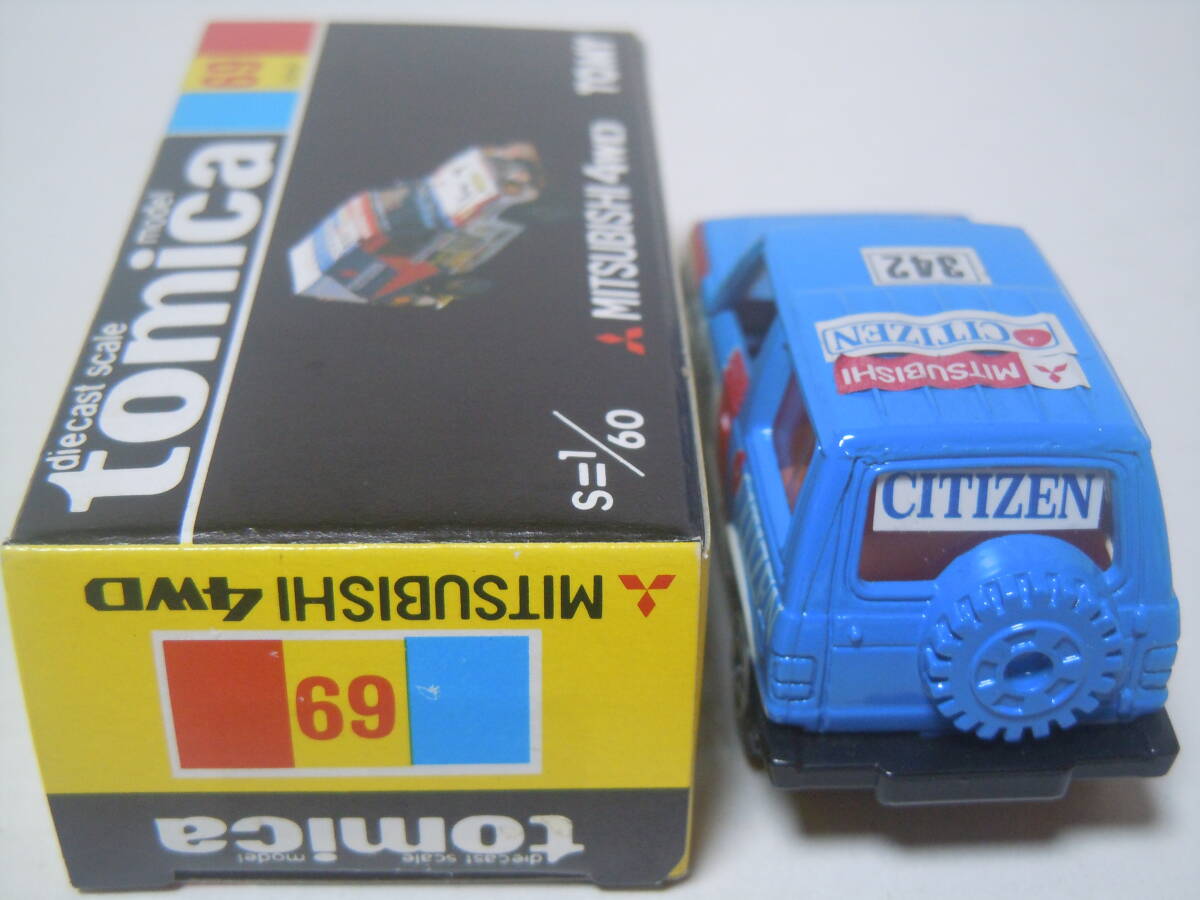 69
diecast scale model
tomica
MITSUBISHI 4WD TOMY
S=1/60
MITSUBISHI 4WD
69
tomica
diecast scale model
342
CITIZEN
MITSUBISHI
CITIZEN